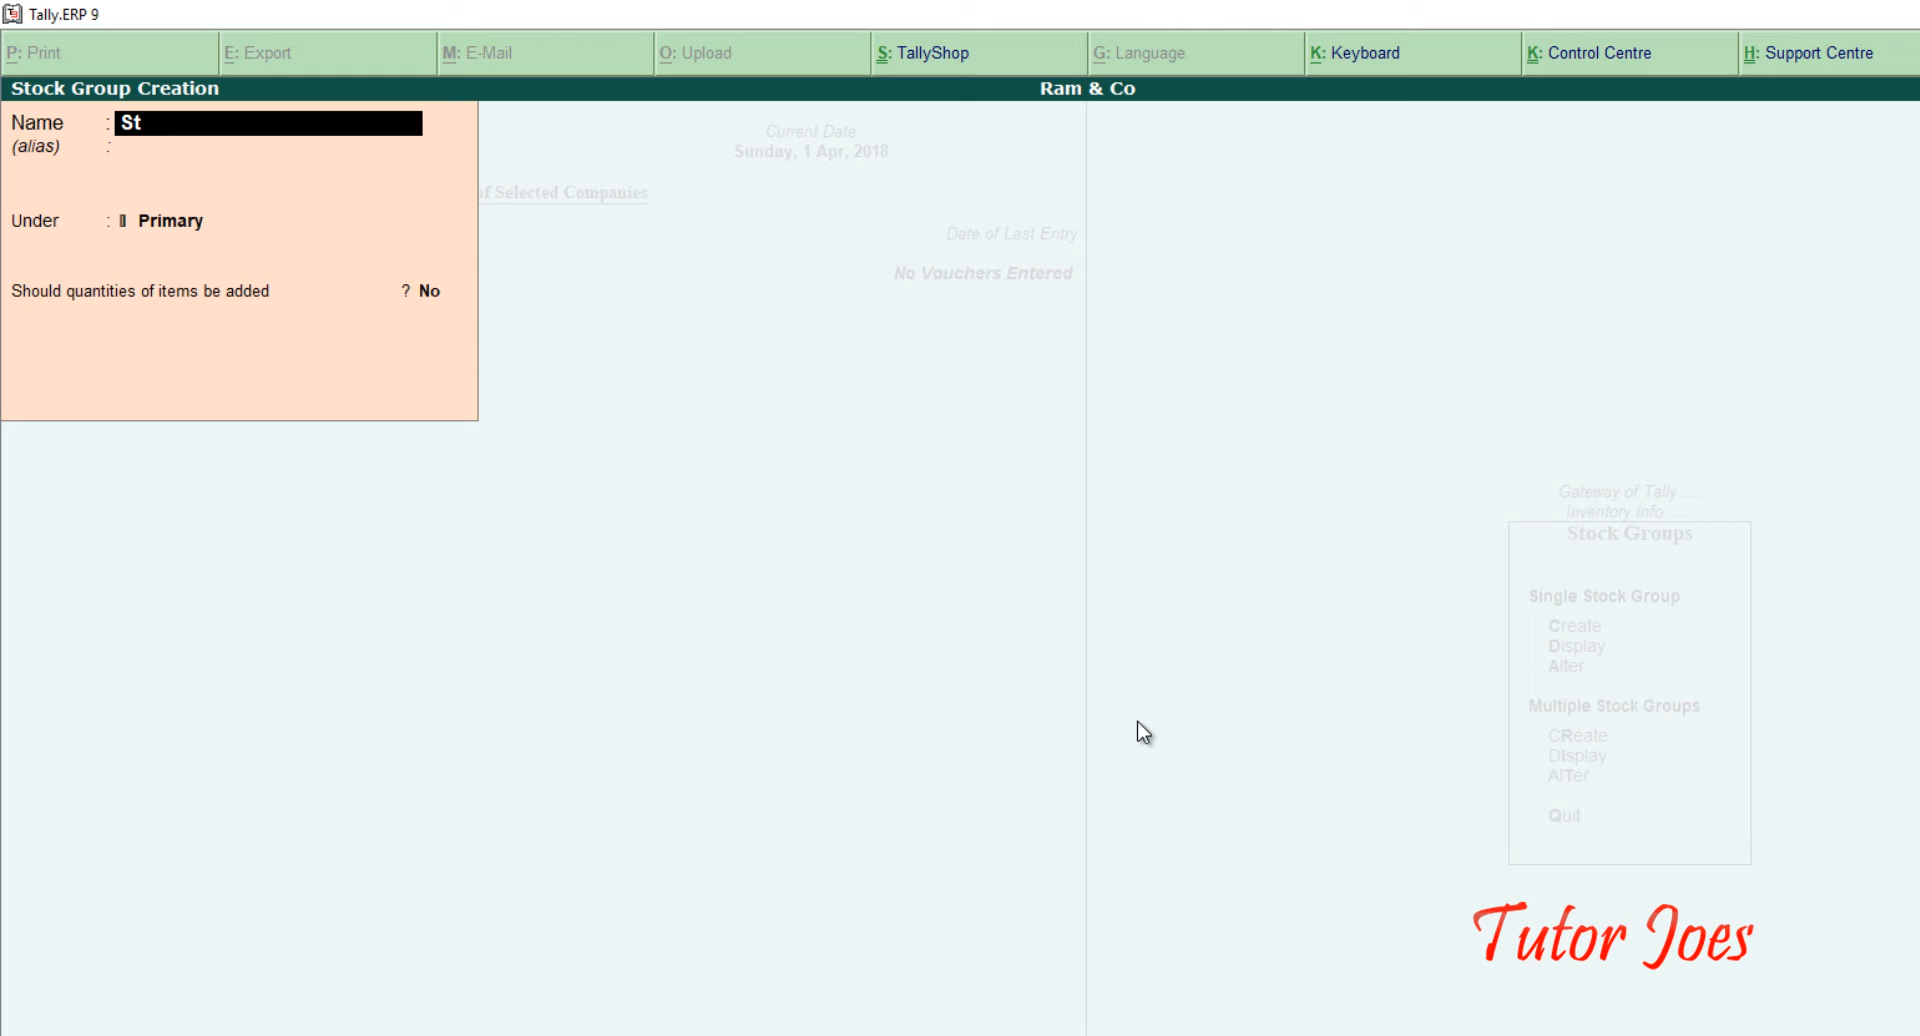 Tally.ERP 9
P: Print
E: Export
M: E-Mail
O: Upload
S: TallyShop
G: Language
K: Keyboard
K: Control Centre
H: Support Centre
Stock Group Creation
Ram & Co
Name : St
(alias) :
Under : Primary
Should quantities of items be added ? No
Current Date
Sunday, 1 Apr, 2018
of Selected Companies
Date of Last Entry
No Vouchers Entered
Gateway of Tally ....
Inventory Info. ....
Stock Groups
Single Stock Group
Create
Display
Alter
Multiple Stock Groups
CReate
DIsplay
AlTer
Quit
Tutor Joes